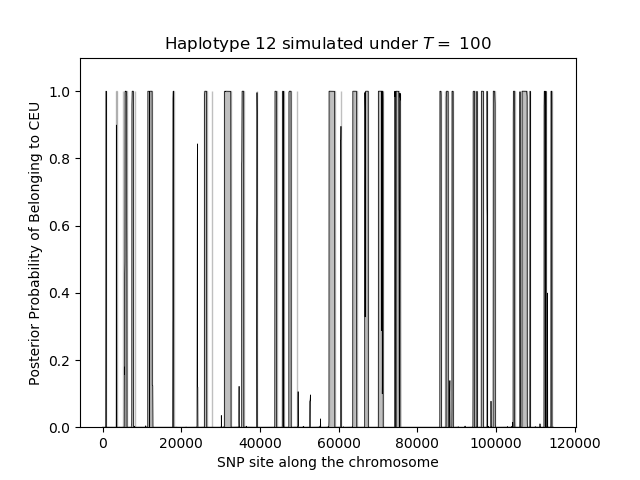 Haplotype 12 simulated under T = 100
Posterior Probability of Belonging to CEU
1.0
0.8
0.6
0.4
0.2
0.0
0 20000 40000 60000 80000 100000 120000
SNP site along the chromosome